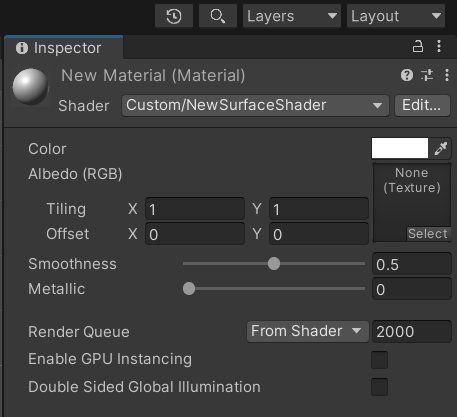 Layers Layout
Inspector
New Material (Material)
Shader Custom/NewSurfaceShader Edit...
Color
Albedo (RGB) None
(Texture)
Tiling X 1 Y 1
Offset X 0 Y 0
Select
Smoothness 0.5
Metallic 0
Render Queue From Shader 2000
Enable GPU Instancing
Double Sided Global Illumination